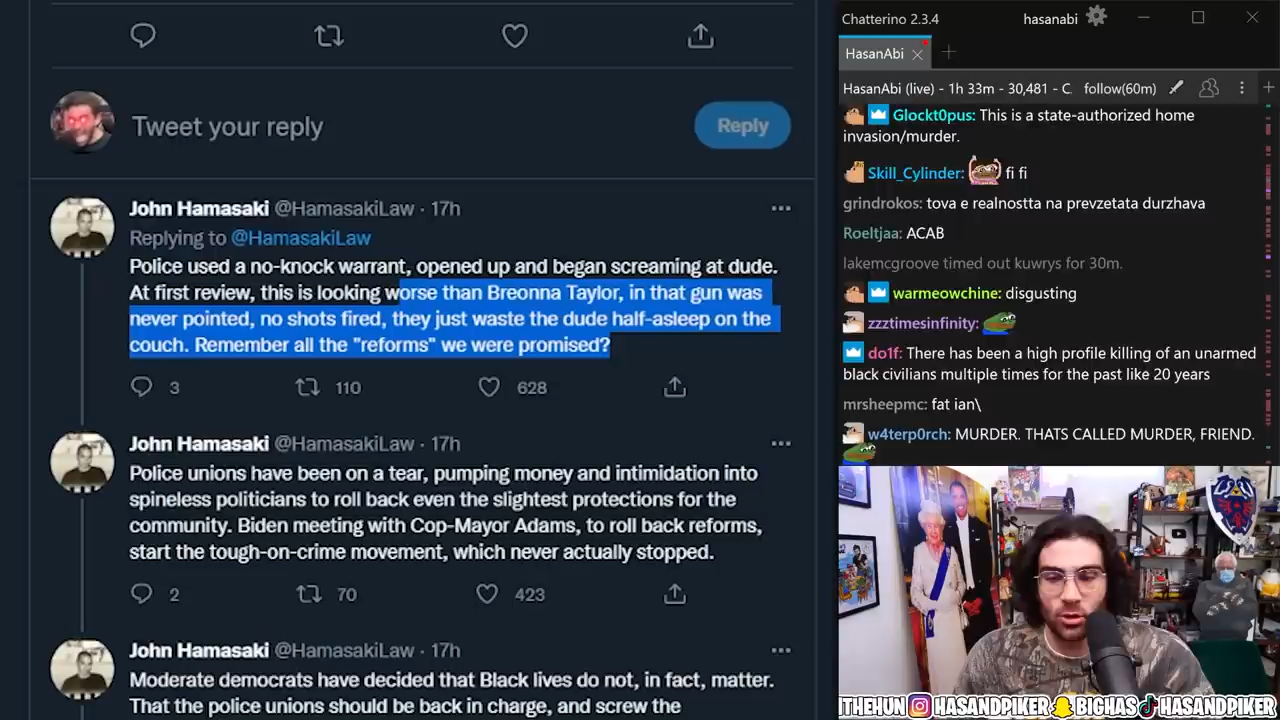 Tweet your reply
Reply
John Hamasaki @HamasakiLaw · 17h
Replying to @HamasakiLaw
Police used a no-knock warrant, opened up and began screaming at dude.
At first review, this is looking worse than Breonna Taylor, in that gun was
never pointed, no shots fired, they just waste the dude half-asleep on the
couch. Remember all the "reforms" we were promised?
3
110
628
John Hamasaki @HamasakiLaw · 17h
Police unions have been on a tear, pumping money and intimidation into
spineless politicians to roll back even the slightest protections for the
community. Biden meeting with Cop-Mayor Adams, to roll back reforms,
start the tough-on-crime movement, which never actually stopped.
2
70
423
John Hamasaki @HamasakiLaw · 17h
Moderate democrats have decided that Black lives do not, in fact, matter.
That the police unions should be back in charge, and screw the
Chatterino 2.3.4
hasanabi
HasanAbi
HasanAbi (live) - 1h 33m - 30,481 - C. follow(60m)
Glockt0pus: This is a state-authorized home
invasion/murder.
Skill_Cylinder: fi fi
grindrokos: tova e realnostta na prevzetata durzhava
Roeltjaa: ACAB
lakemcgroove timed out kuwrys for 30m.
warmeowchine: disgusting
zzztimesinfinity:
do1f: There has been a high profile killing of an unarmed
black civilians multiple times for the past like 20 years
mrsheepmc: fat ian\
w4terp0rch: MURDER. THATS CALLED MURDER, FRIEND.
ITHEHUN HASANDPIKER BIGHAS HASANDPIKER